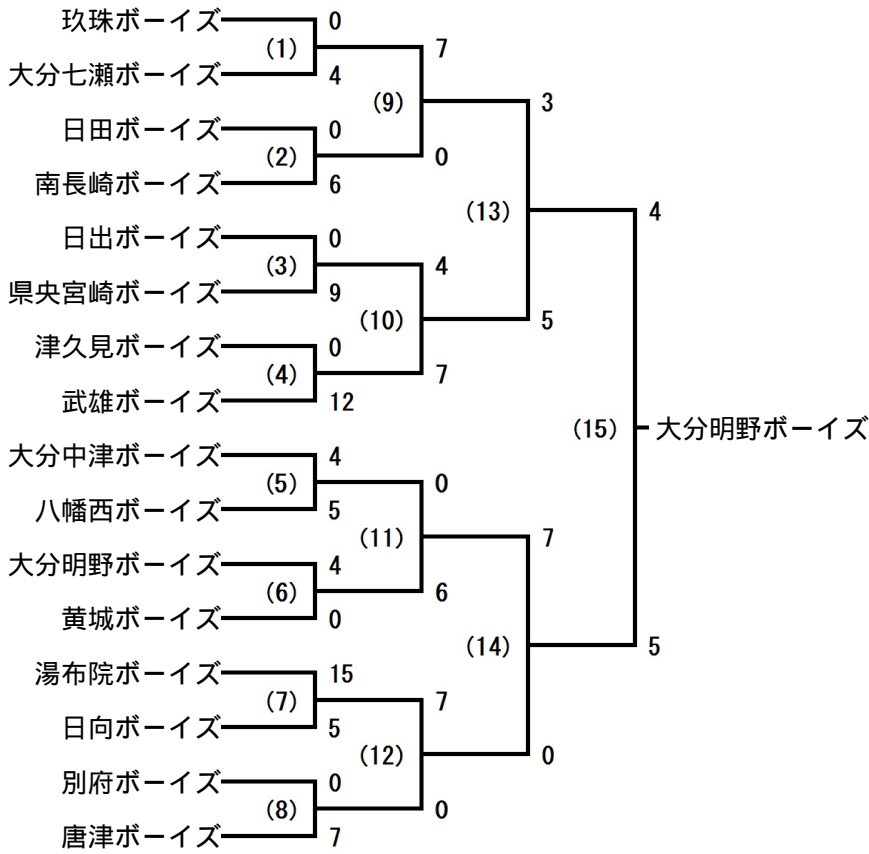 玖珠ボーイズ 0
(1) 7
大分七瀬ボーイズ 4
(9) 3
日田ボーイズ 0
(2) 0
南長崎ボーイズ 6
(13) 4
日出ボーイズ 0
(3) 4
県央宮崎ボーイズ 9
(10) 5
津久見ボーイズ 0
(4) 7
武雄ボーイズ 12
(15) 大分明野ボーイズ
大分中津ボーイズ 4
(5) 0
八幡西ボーイズ 5
(11) 7
大分明野ボーイズ 4
(6) 6
黄城ボーイズ 0
(14) 5
湯布院ボーイズ 15
(7) 7
日向ボーイズ 5
(12) 0
別府ボーイズ 0
(8) 0
唐津ボーイズ 7